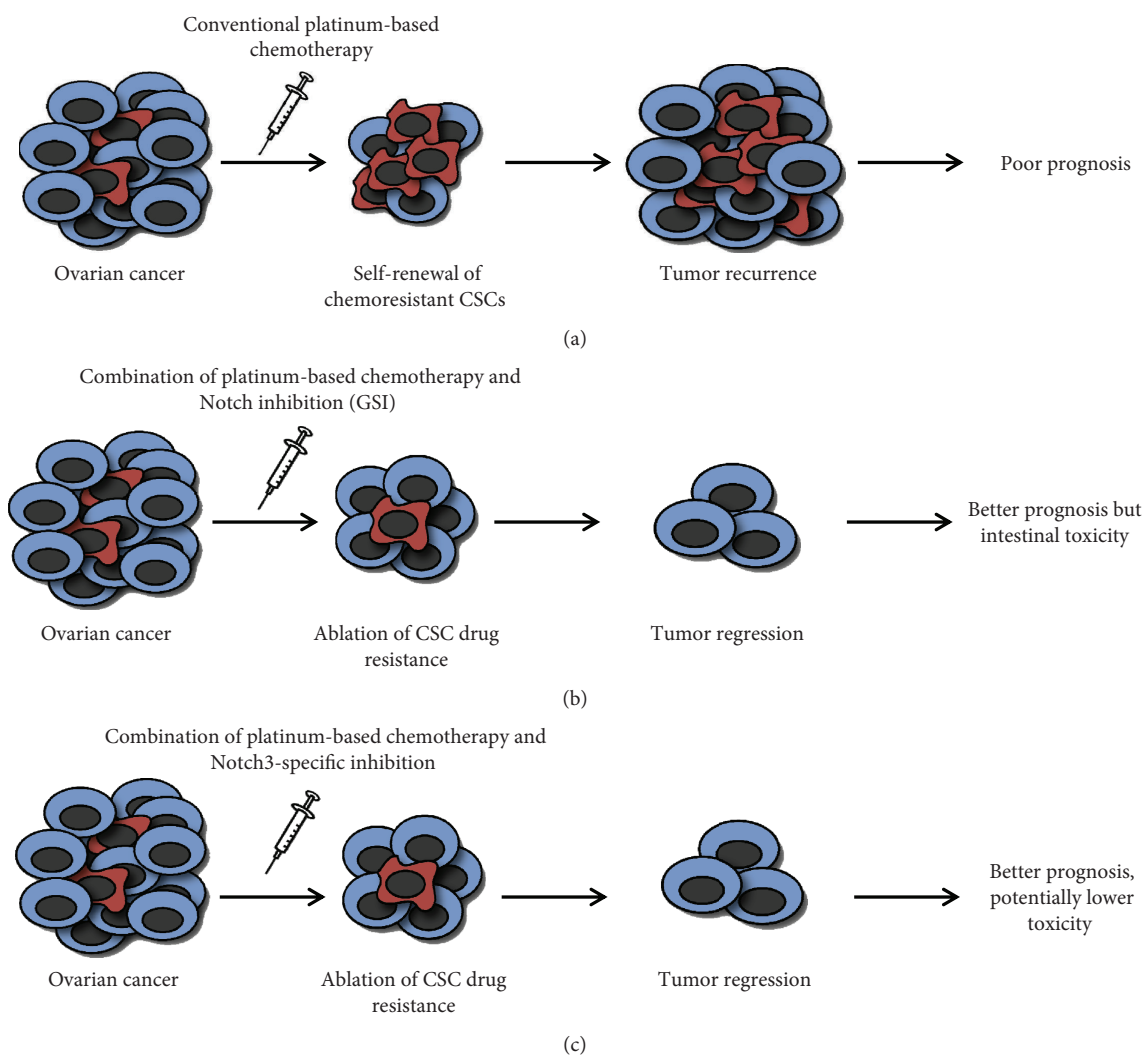 Conventional platinum-based
chemotherapy
Poor prognosis
Ovarian cancer
Self-renewal of
chemoresistant CSCs
Tumor recurrence
(a)
Combination of platinum-based chemotherapy and
Notch inhibition (GSI)
Better prognosis but
intestinal toxicity
Ovarian cancer
Ablation of CSC drug
resistance
Tumor regression
(b)
Combination of platinum-based chemotherapy and
Notch3-specific inhibition
Better prognosis,
potentially lower
toxicity
Ovarian cancer
Ablation of CSC drug
resistance
Tumor regression
(c)